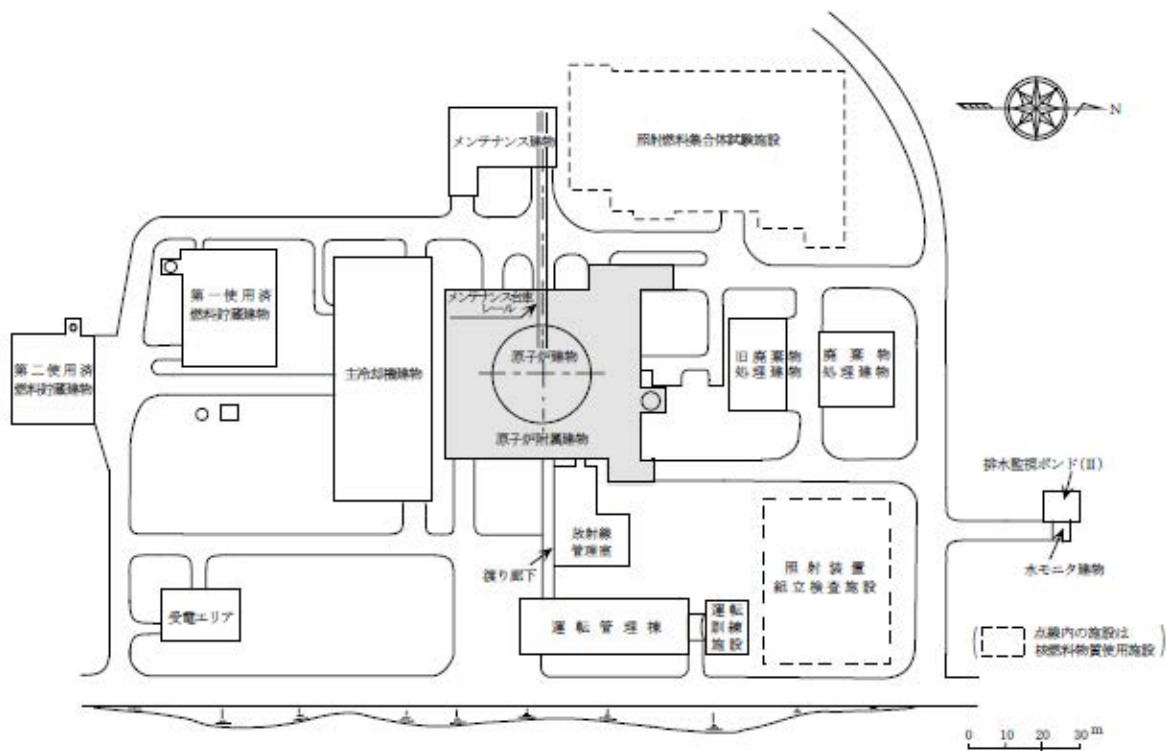 メンテナンス建物
照射燃料集合体試験施設
N
第一使用済
燃料貯蔵建物
メンテナンス台車
レール
第二使用済
燃料貯蔵建物
主冷却機建物
原子炉建物
旧廃棄物
処理建物
廃棄物
処理建物
原子炉附属建物
排水監視ポンド(II)
放射線
管理室
渡り廊下
水モニタ建物
照射装置
組立検査施設
受電エリア
運転管理棟
運転
訓練
施設
点線内の施設は
核燃料物質使用施設
0 10 20 30 m